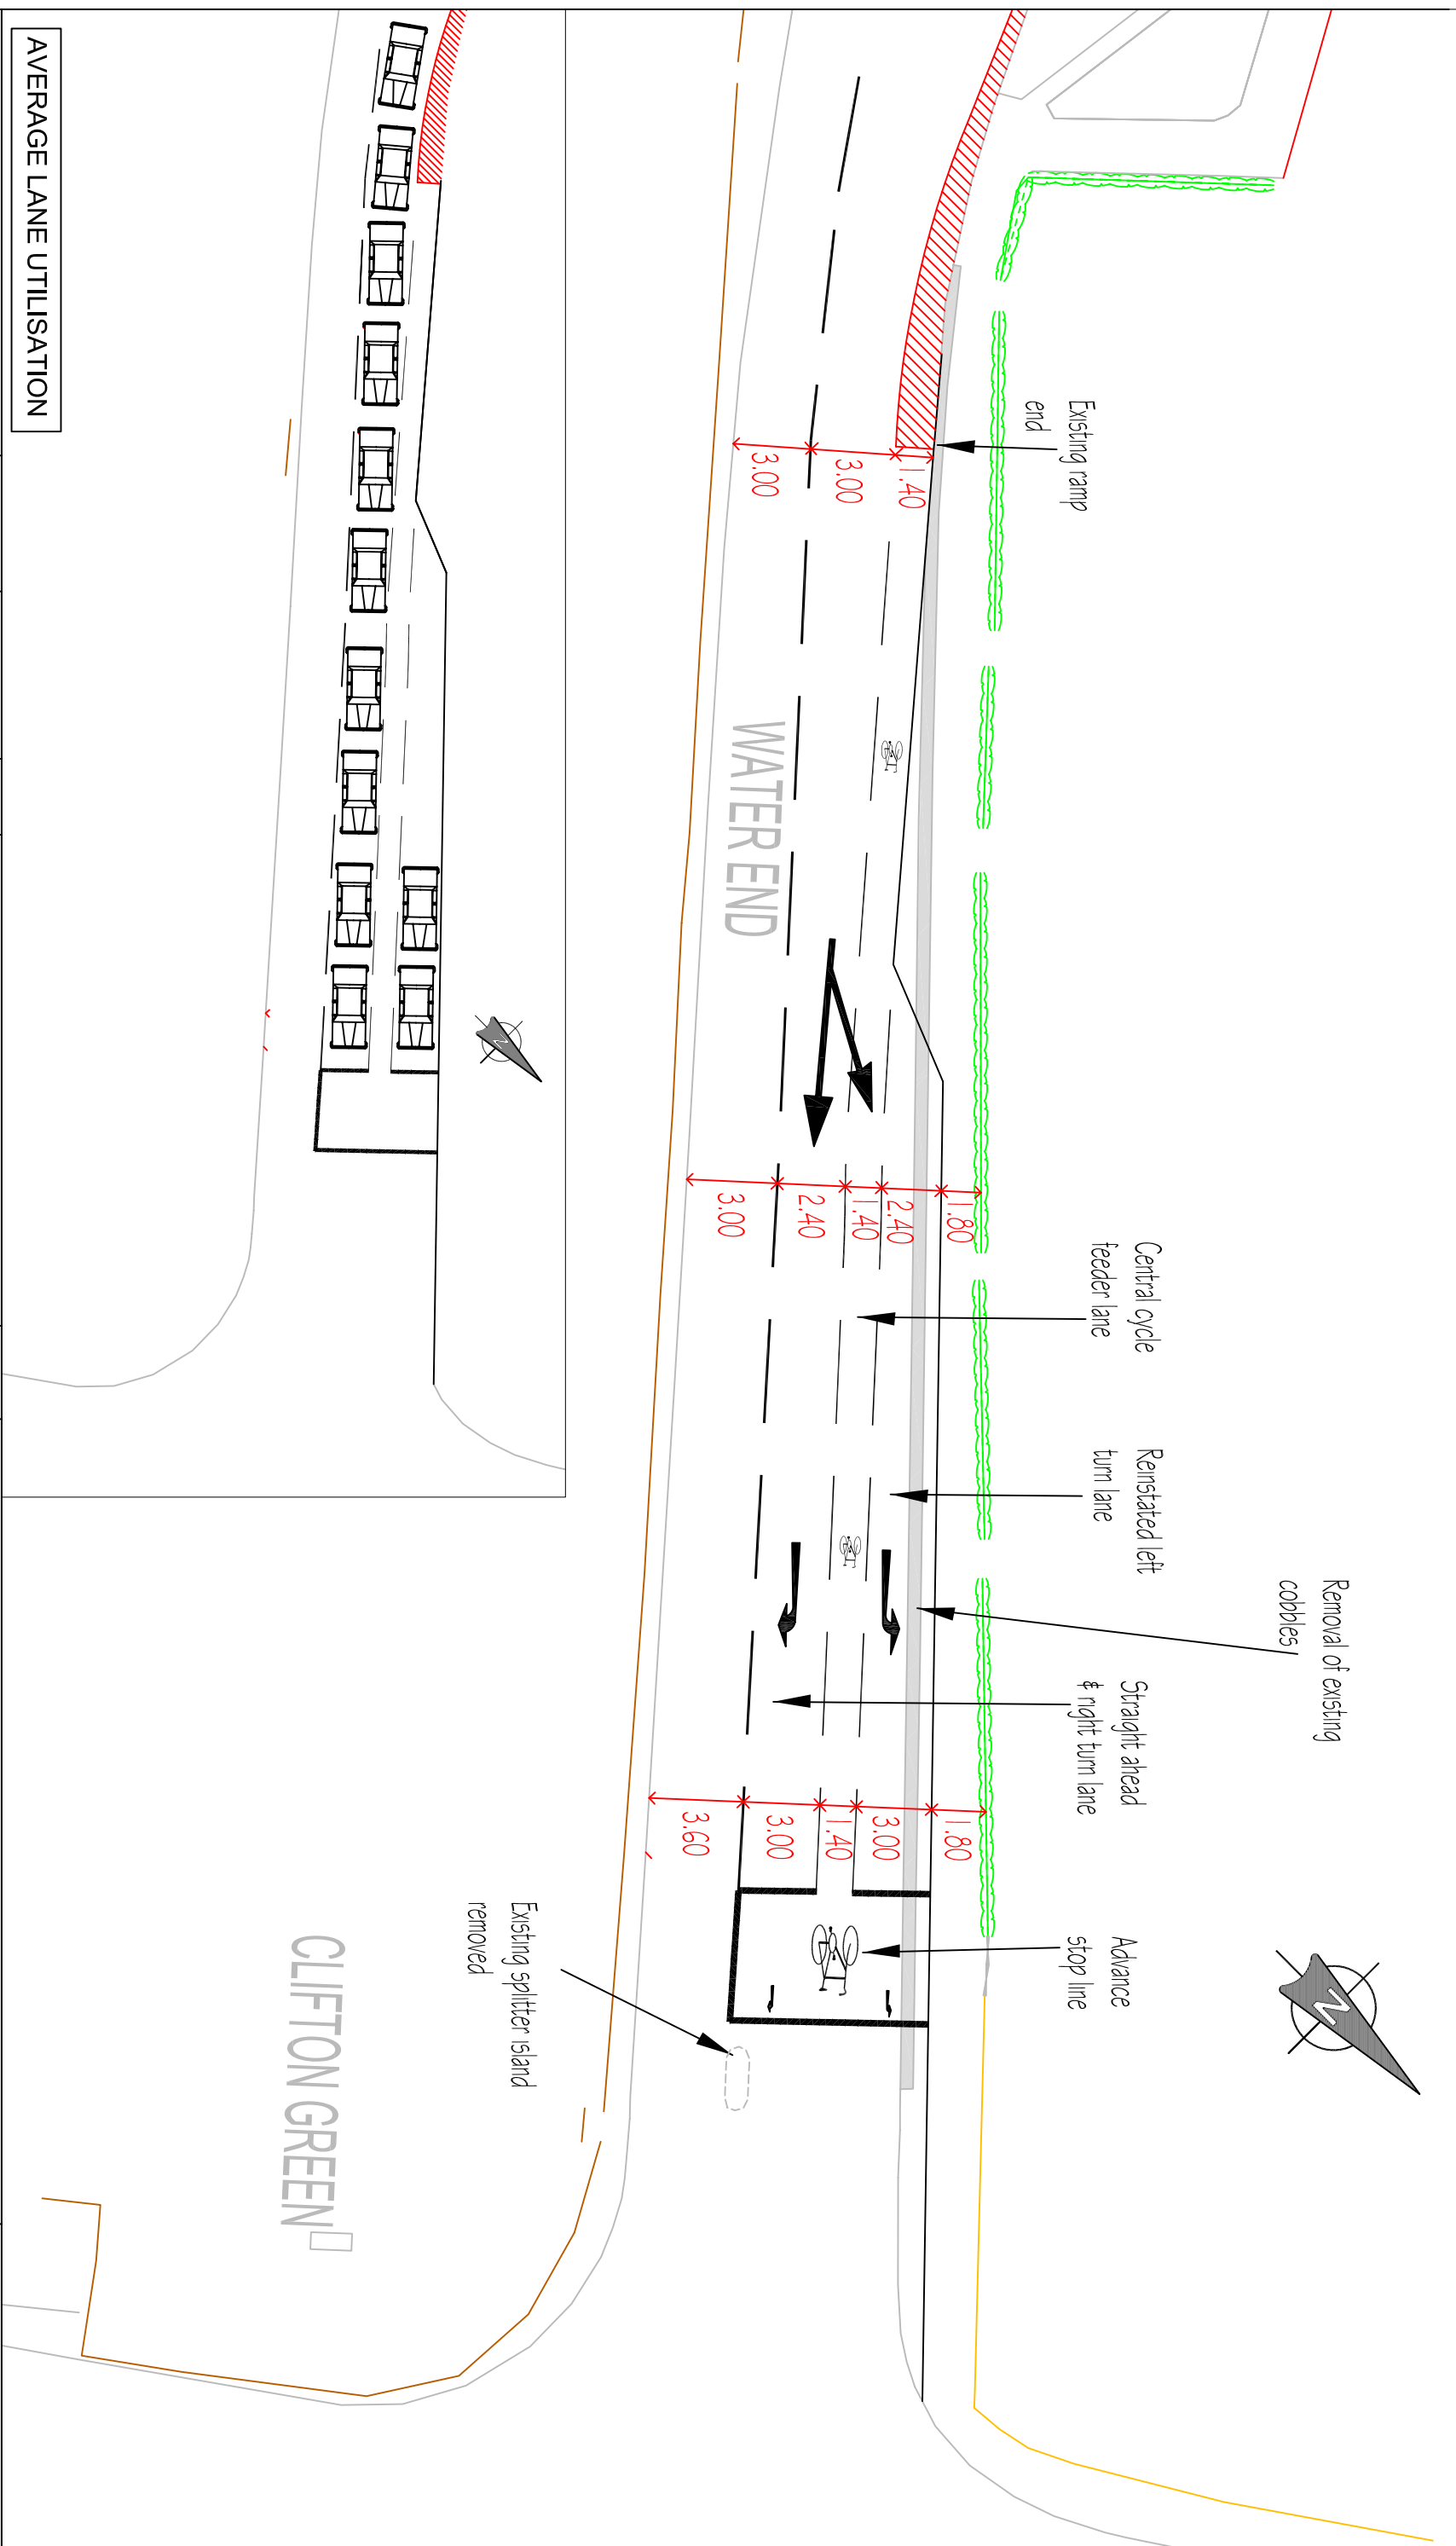 Existing ramp
end
Central cycle
feeder lane
Reinstated left
turn lane
Removal of existing
cobbles
Straight ahead
& right turn lane
Advance
stop line
N
1.40
3.00
3.00
1.80
2.40
1.40
2.40
3.00
1.80
3.00
1.40
3.00
3.60
WATER END
Existing splitter island
removed
CLIFTON GREEN
N
AVERAGE LANE UTILISATION